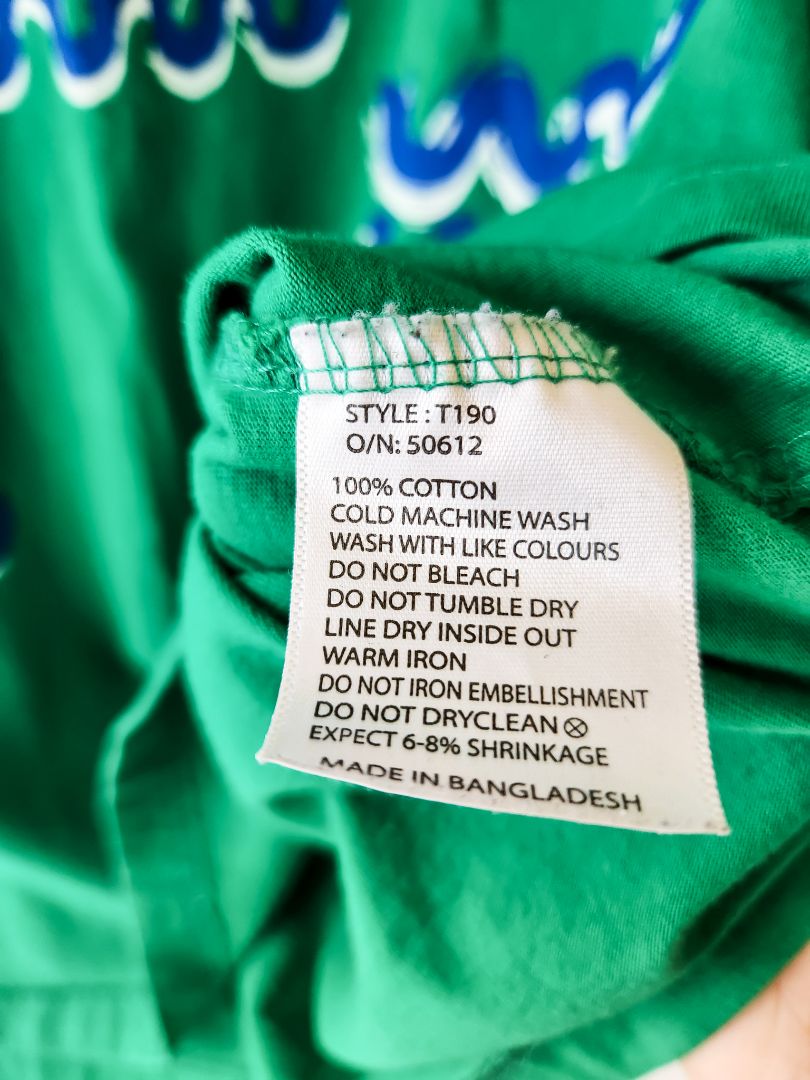 STYLE : T190
O/N: 50612
100% COTTON
COLD MACHINE WASH
WASH WITH LIKE COLOURS
DO NOT BLEACH
DO NOT TUMBLE DRY
LINE DRY INSIDE OUT
WARM IRON
DO NOT IRON EMBELLISHMENT
DO NOT DRYCLEAN
EXPECT 6-8% SHRINKAGE
MADE IN BANGLADESH